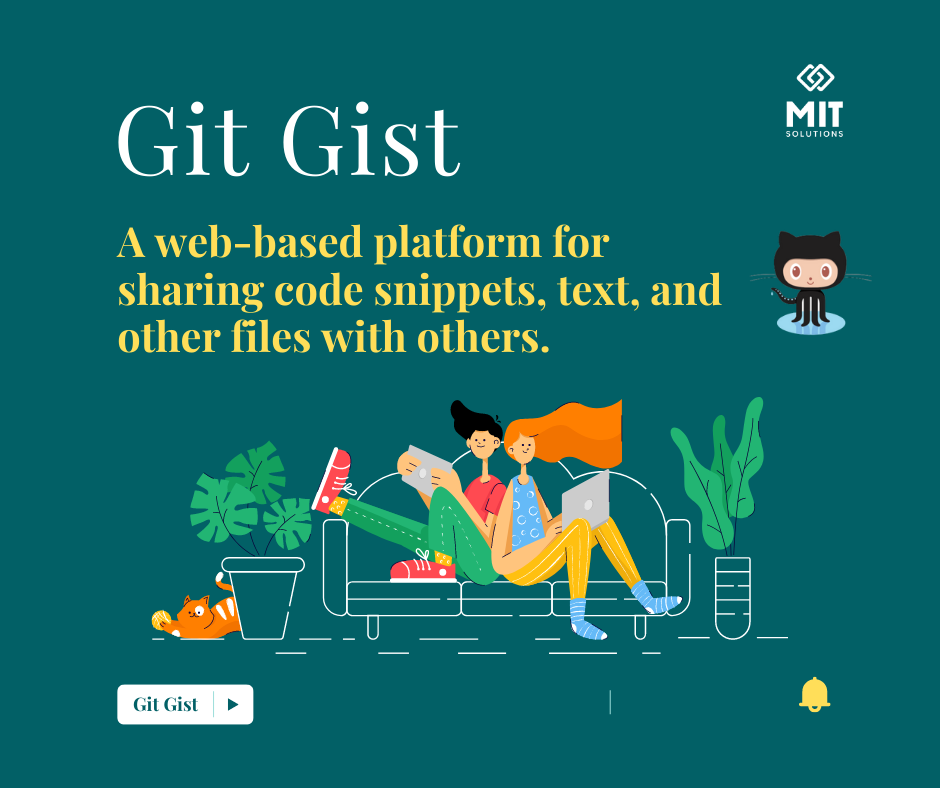 MIT
SOLUTIONS
Git Gist
A web-based platform for
sharing code snippets, text, and
other files with others.
Git Gist